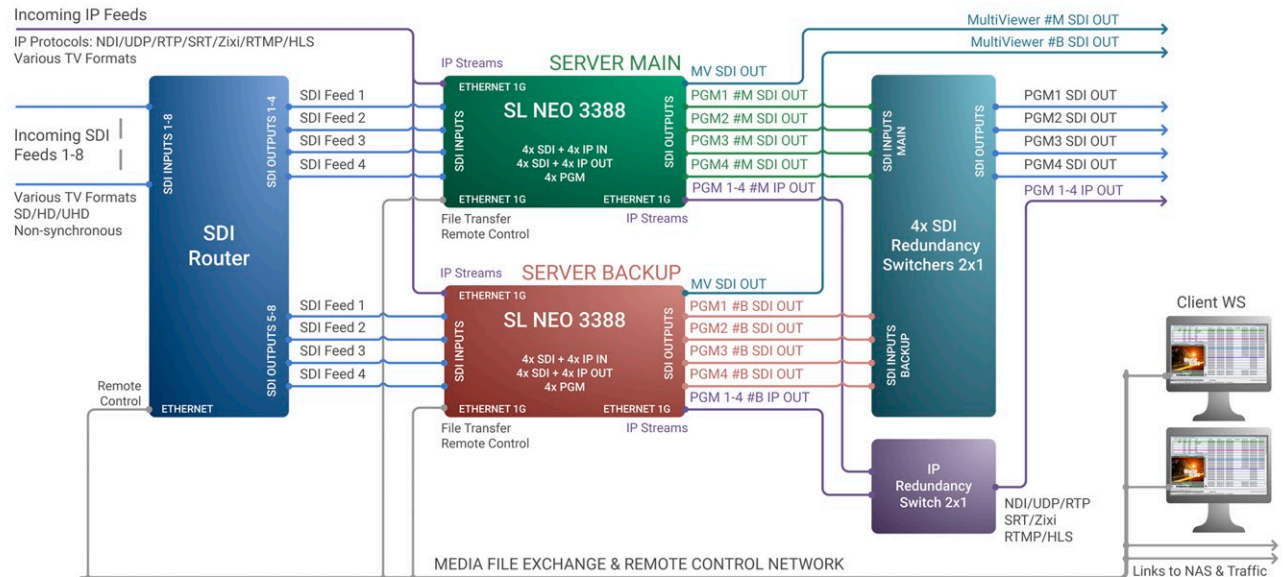 Incoming IP Feeds
IP Protocols: NDI/UDP/RTP/SRT/Zixi/RTMP/HLS
Various TV Formats
Incoming SDI
Feeds 1-8
Various TV Formats
SD/HD/UHD
Non-synchronous
SDI INPUTS 1-8
SDI OUTPUTS 1-4
SDI
Router
SDI OUTPUTS 5-8
ETHERNET
Remote
Control
SDI Feed 1
SDI Feed 2
SDI Feed 3
SDI Feed 4
SDI Feed 1
SDI Feed 2
SDI Feed 3
SDI Feed 4
IP Streams
SERVER MAIN
ETHERNET 1G
SL NEO 3388
SDI INPUTS
4x SDI + 4x IP IN
4x SDI + 4x IP OUT
4x PGM
SDI OUTPUTS
ETHERNET 1G
ETHERNET 1G
File Transfer
Remote Control
IP Streams
MV SDI OUT
PGM1 #M SDI OUT
PGM2 #M SDI OUT
PGM3 #M SDI OUT
PGM4 #M SDI OUT
PGM 1-4 #M IP OUT
IP Streams
SERVER BACKUP
ETHERNET 1G
SL NEO 3388
SDI INPUTS
4x SDI + 4x IP IN
4x SDI + 4x IP OUT
4x PGM
SDI OUTPUTS
ETHERNET 1G
ETHERNET 1G
File Transfer
Remote Control
IP Streams
MV SDI OUT
PGM1 #B SDI OUT
PGM2 #B SDI OUT
PGM3 #B SDI OUT
PGM4 #B SDI OUT
PGM 1-4 #B IP OUT
MultiViewer #M SDI OUT
MultiViewer #B SDI OUT
SDI INPUTS
MAIN
SDI OUTPUTS
4x SDI
Redundancy
Switchers 2x1
SDI INPUTS
BACKUP
PGM1 SDI OUT
PGM2 SDI OUT
PGM3 SDI OUT
PGM4 SDI OUT
PGM 1-4 IP OUT
IP
Redundancy
Switch 2x1
NDI/UDP/RTP
SRT/Zixi
RTMP/HLS
Client WS
MEDIA FILE EXCHANGE & REMOTE CONTROL NETWORK
Links to NAS & Traffic